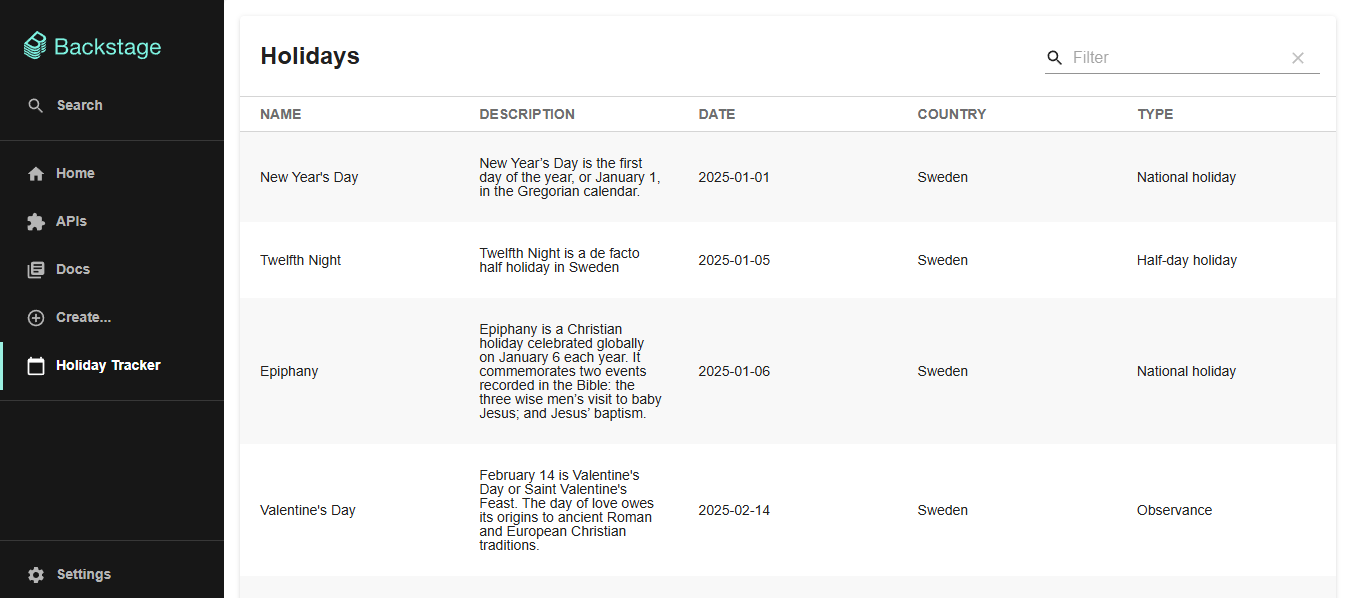 Backstage
Search
Home
APIs
Docs
Create...
Holiday Tracker
Settings
Holidays
Filter
NAME DESCRIPTION DATE COUNTRY TYPE
New Year's Day
New Year’s Day is the first
day of the year, or January 1,
in the Gregorian calendar.
2025-01-01
Sweden
National holiday
Twelfth Night
Twelfth Night is a de facto
half holiday in Sweden
2025-01-05
Sweden
Half-day holiday
Epiphany
Epiphany is a Christian
holiday celebrated globally
on January 6 each year. It
commemorates two events
recorded in the Bible: the
three wise men’s visit to baby
Jesus; and Jesus’ baptism.
2025-01-06
Sweden
National holiday
Valentine's Day
February 14 is Valentine's
Day or Saint Valentine's
Feast. The day of love owes
its origins to ancient Roman
and European Christian
traditions.
2025-02-14
Sweden
Observance